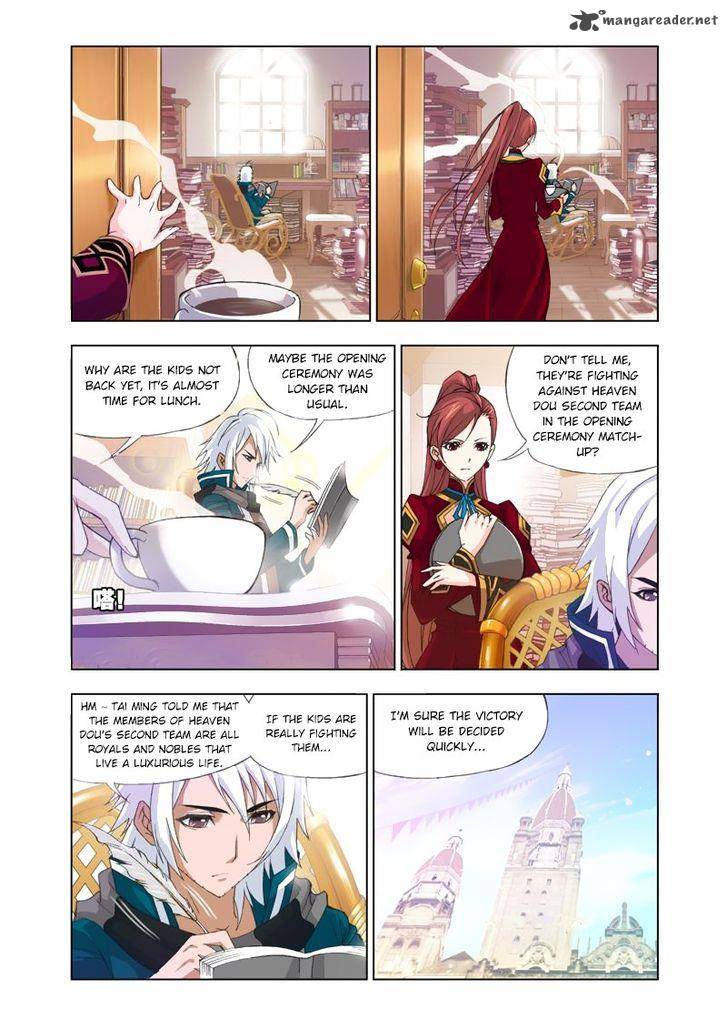 mangareader.net
WHY ARE THE KIDS NOT
BACK YET, IT'S ALMOST
TIME FOR LUNCH.
MAYBE THE OPENING
CEREMONY WAS
LONGER THAN
USUAL.
嗒!
DON'T TELL ME,
THEY'RE FIGHTING
AGAINST HEAVEN
DOU SECOND TEAM
IN THE OPENING
CEREMONY MATCH-
UP?
HM ~ TAI MING TOLD ME THAT
THE MEMBERS OF HEAVEN
DOU'S SECOND TEAM ARE ALL
ROYALS AND NOBLES THAT
LIVE A LUXURIOUS LIFE.
IF THE KIDS ARE
REALLY FIGHTING
THEM...
I'M SURE THE VICTORY
WILL BE DECIDED
QUICKLY...